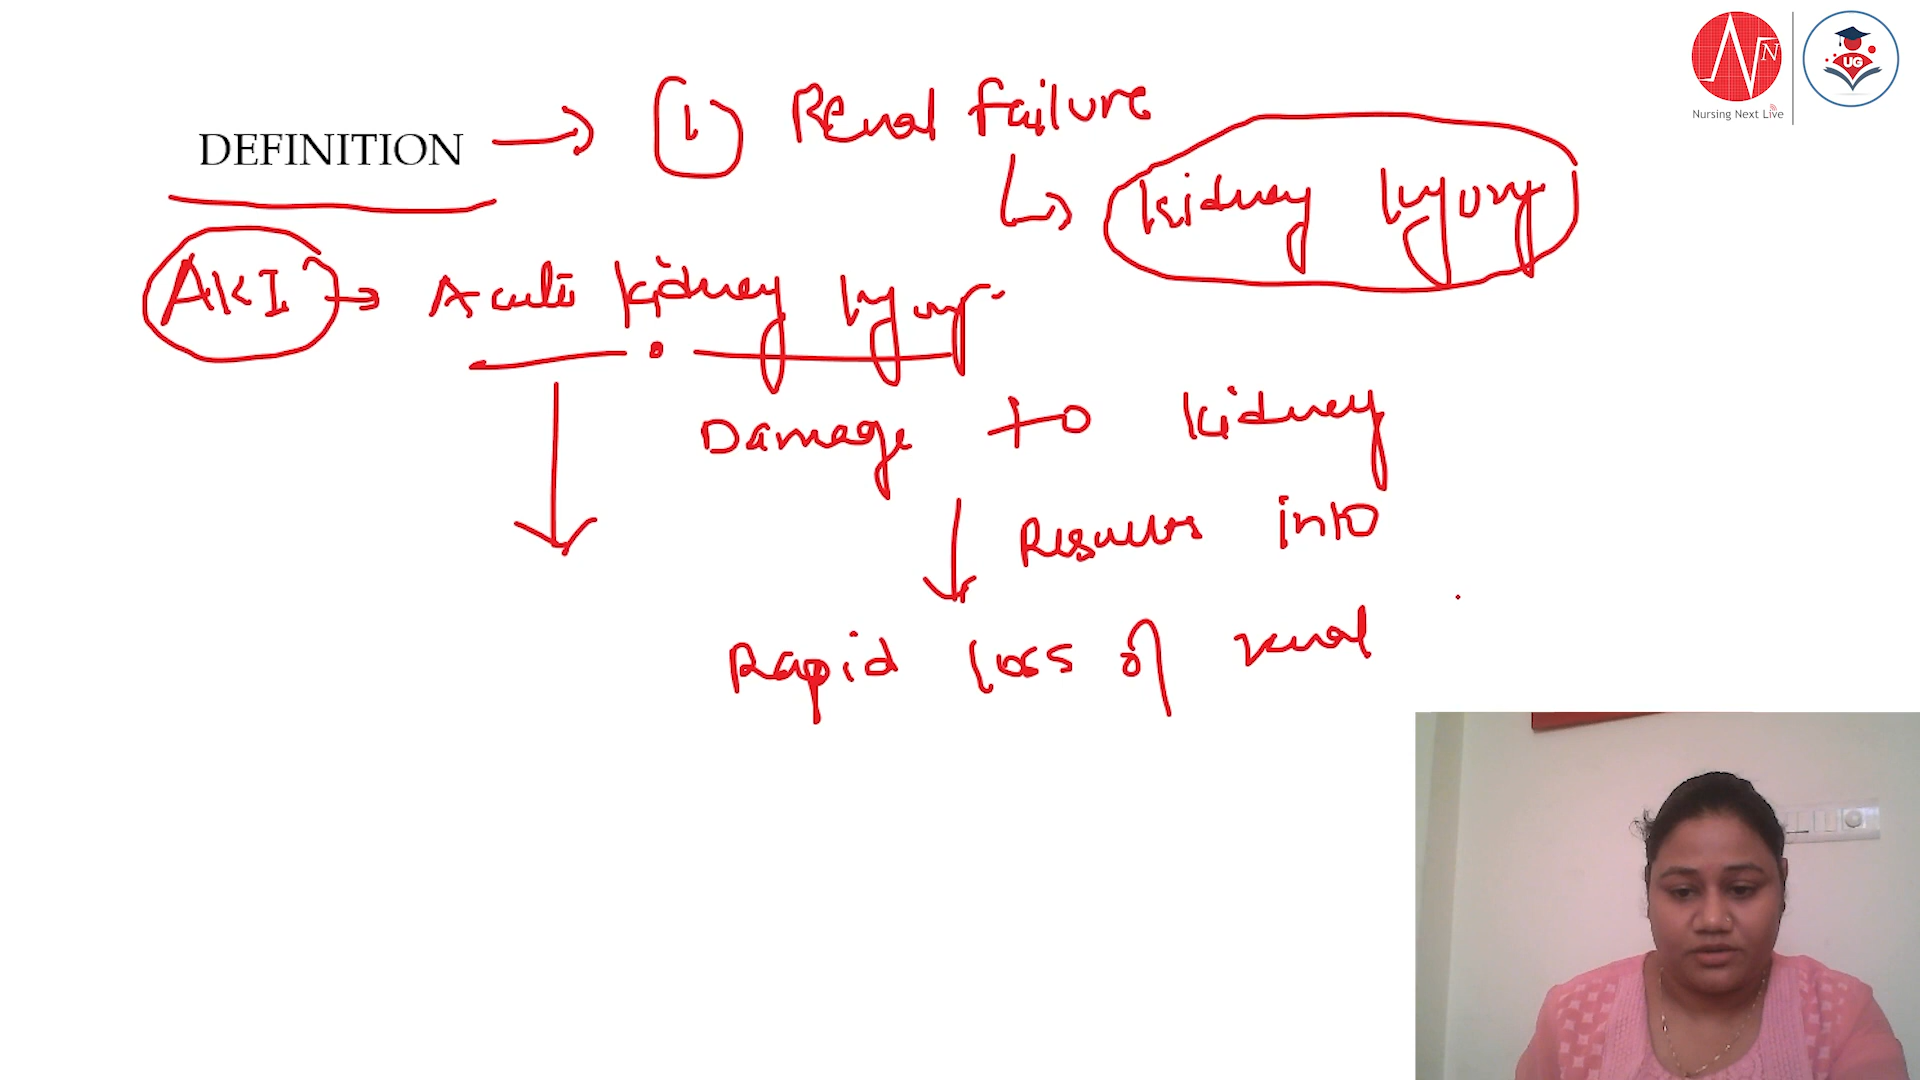 Nursing Next Live
UG
DEFINITION → 1 Renal failure
↳ kidney Injury
AKI → Acute kidney Injury
Damage to kidney
Results into
Rapid loss of renal